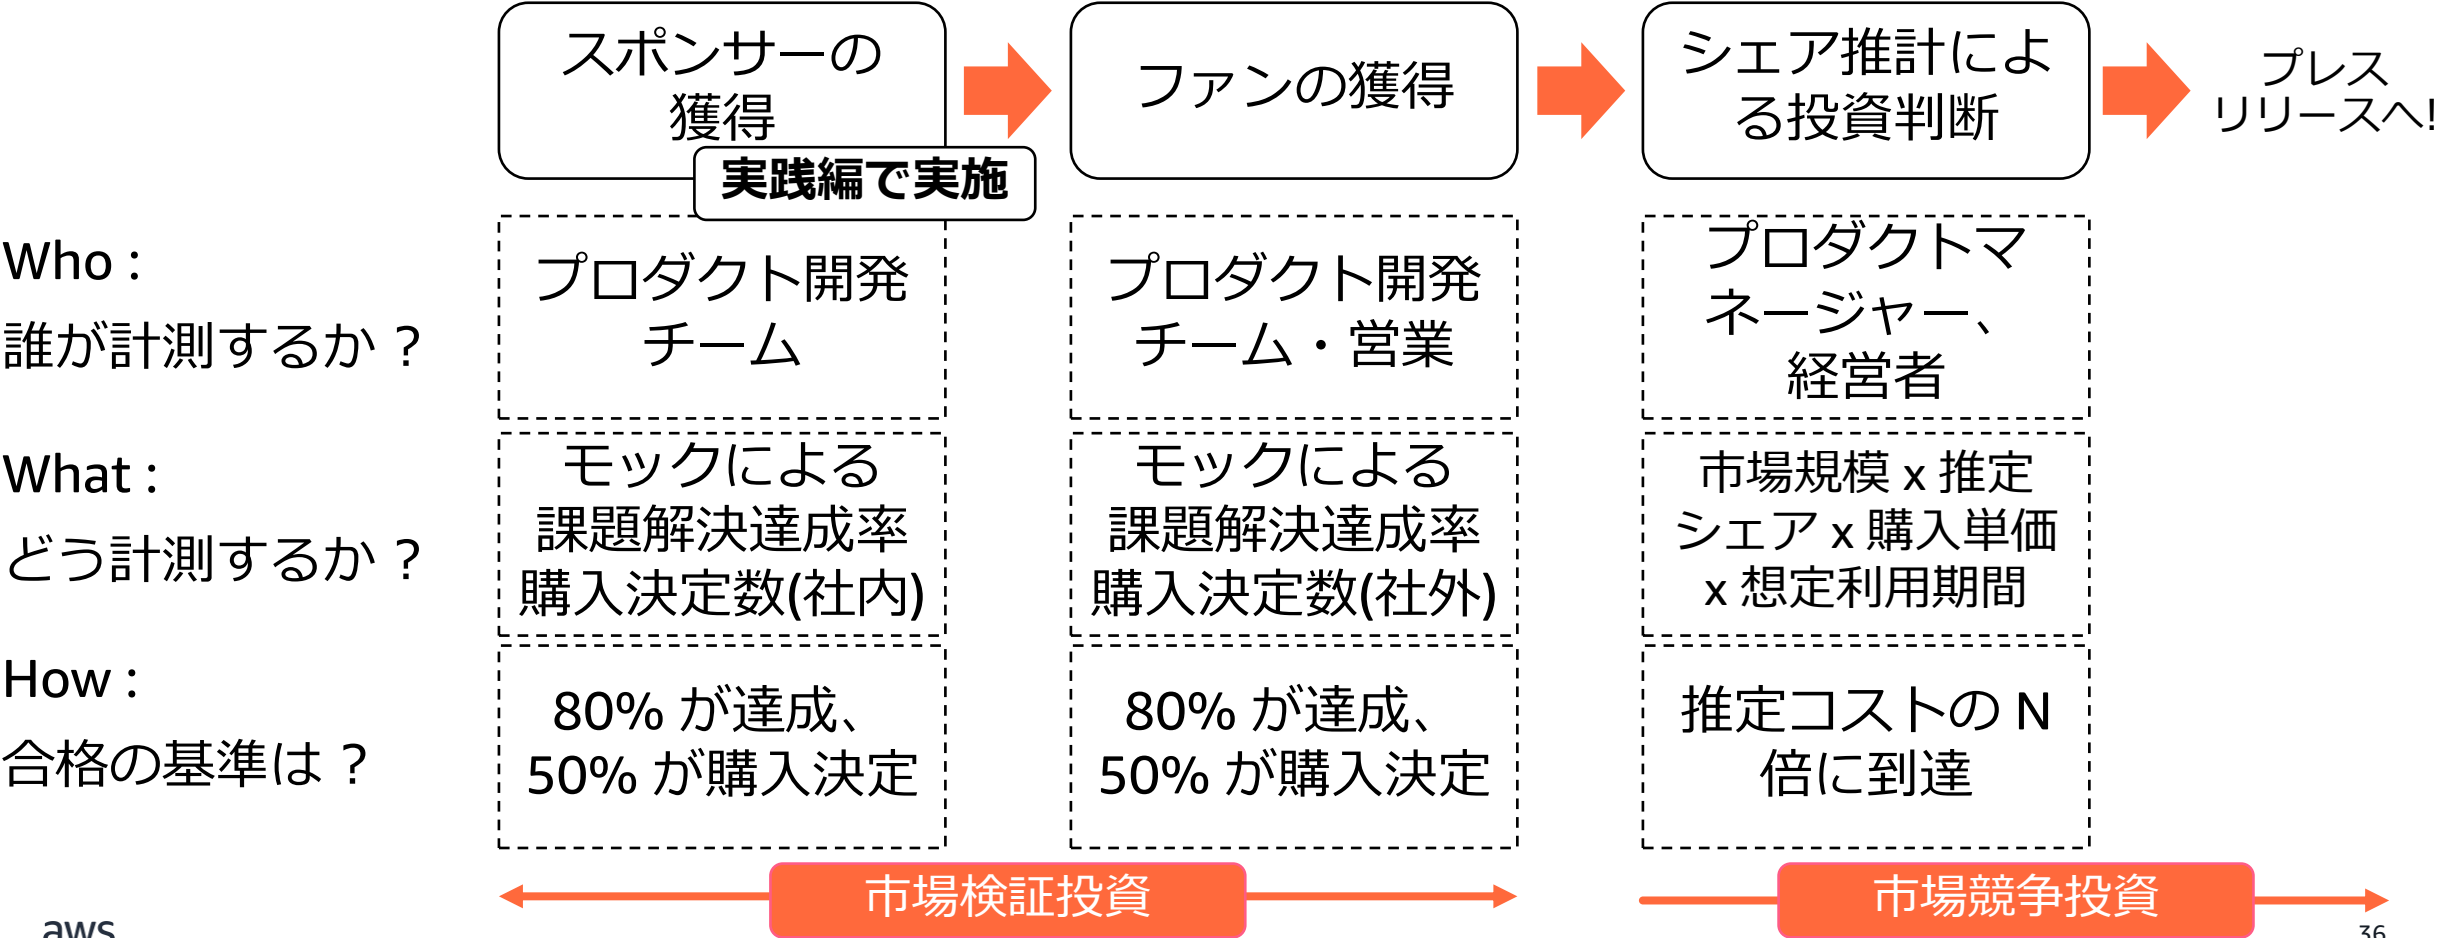 スポンサーの
獲得
実践編で実施
ファンの獲得
シェア推計によ
る投資判断
プレス
リリースへ!
Who :
誰が計測するか？
プロダクト開発
チーム
プロダクト開発
チーム・営業
プロダクトマ
ネージャー、
経営者
What :
どう計測するか？
モックによる
課題解決達成率
購入決定数(社内)
モックによる
課題解決達成率
購入決定数(社外)
市場規模 x 推定
シェア x 購入単価
x 想定利用期間
How :
合格の基準は？
80% が達成、
50% が購入決定
80% が達成、
50% が購入決定
推定コストの N
倍に到達
市場検証投資
市場競争投資
aws
36